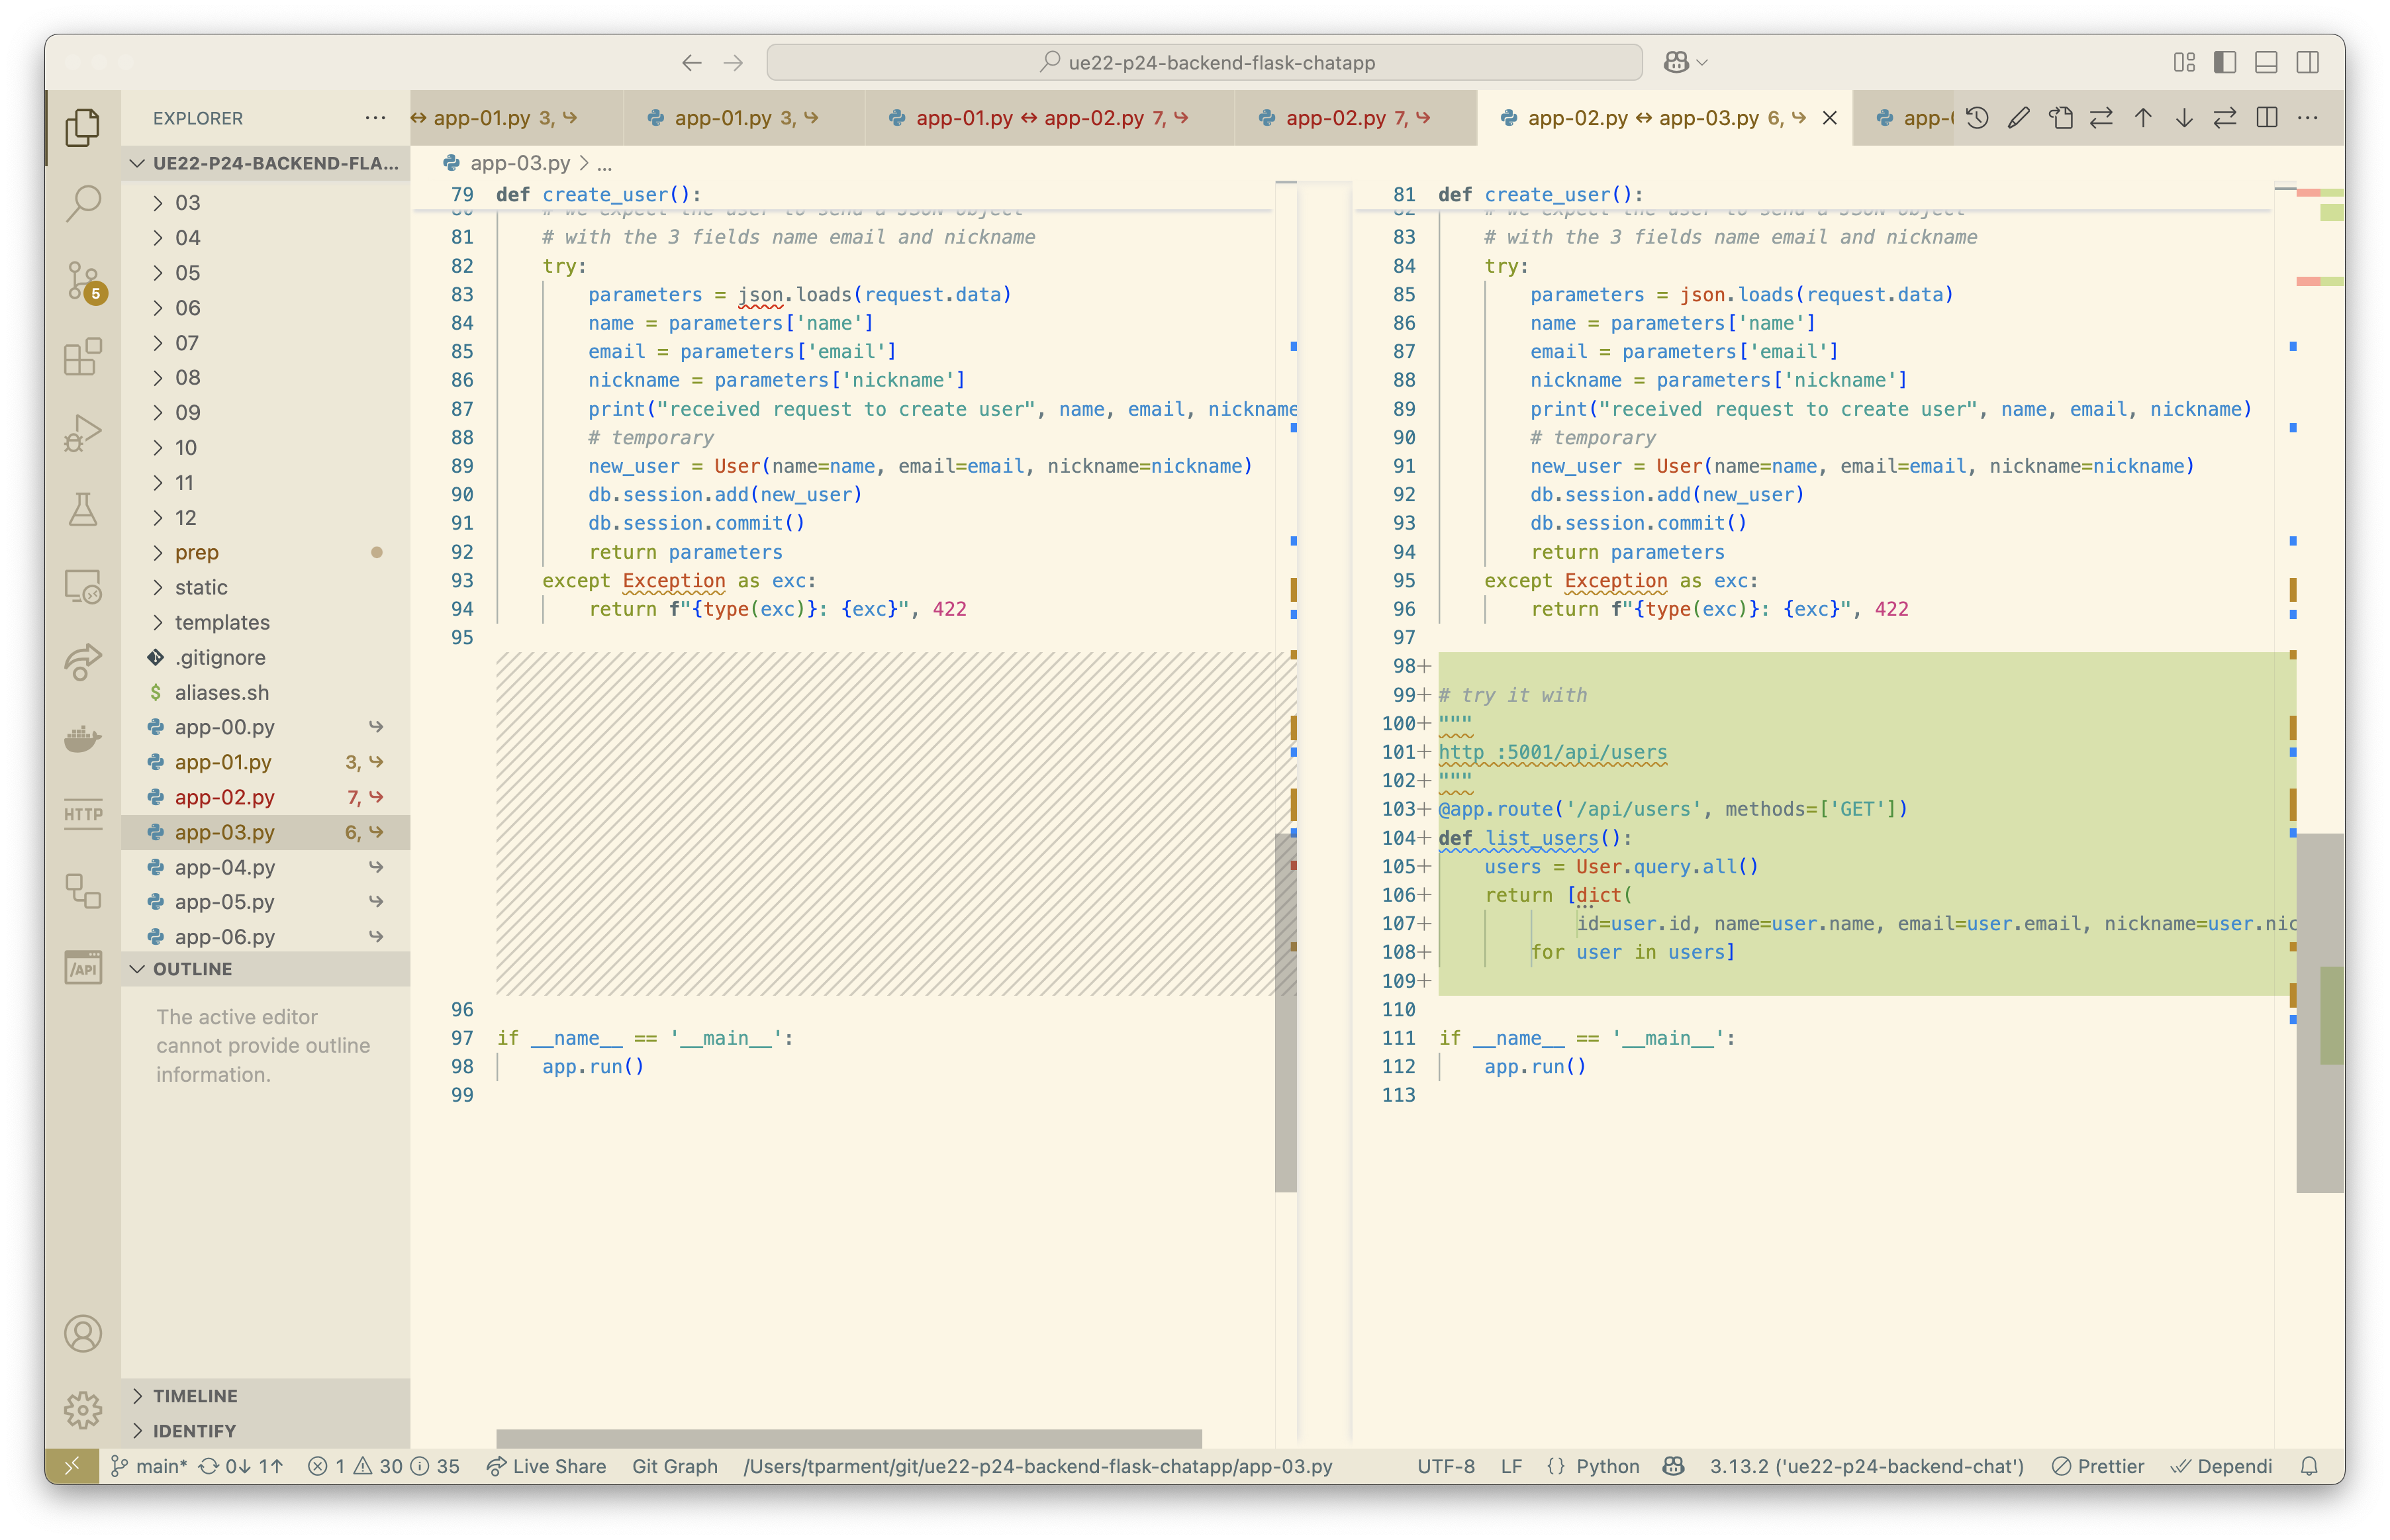 ue22-p24-backend-flask-chatapp
EXPLORER
app-01.py 3,
app-01.py 3,
app-01.py ↔ app-02.py 7,
app-02.py 7,
app-02.py ↔ app-03.py 6,
UE22-P24-BACKEND-FLA...
app-03.py > ...
03
04
05
06
07
08
09
10
11
12
prep
static
templates
.gitignore
$ aliases.sh
app-00.py
app-01.py 3,
app-02.py 7,
app-03.py 6,
app-04.py
app-05.py
app-06.py
OUTLINE
The active editor
cannot provide outline
information.
TIMELINE
IDENTIFY
5
HTTP
/API
79 def create_user():
81 # with the 3 fields name email and nickname
82 try:
83 parameters = json.loads(request.data)
84 name = parameters['name']
85 email = parameters['email']
86 nickname = parameters['nickname']
87 print("received request to create user", name, email, nickname
88 # temporary
89 new_user = User(name=name, email=email, nickname=nickname)
90 db.session.add(new_user)
91 db.session.commit()
92 return parameters
93 except Exception as exc:
94 return f"{type(exc)}: {exc}", 422
95
96
97 if __name__ == '__main__':
98 app.run()
99
81 def create_user():
83 # with the 3 fields name email and nickname
84 try:
85 parameters = json.loads(request.data)
86 name = parameters['name']
87 email = parameters['email']
88 nickname = parameters['nickname']
89 print("received request to create user", name, email, nickname)
90 # temporary
91 new_user = User(name=name, email=email, nickname=nickname)
92 db.session.add(new_user)
93 db.session.commit()
94 return parameters
95 except Exception as exc:
96 return f"{type(exc)}: {exc}", 422
97
98+
99+ # try it with
100+ """
101+ http :5001/api/users
102+ """
103+ @app.route('/api/users', methods=['GET'])
104+ def list_users():
105+ users = User.query.all()
106+ return [dict(
107+ id=user.id, name=user.name, email=user.email, nickname=user.nic
108+ for user in users]
109+
110
111 if __name__ == '__main__':
112 app.run()
113
main* 0↓ 1↑ 1 30 35 Live Share Git Graph /Users/tparment/git/ue22-p24-backend-flask-chatapp/app-03.py UTF-8 LF {} Python 3.13.2 ('ue22-p24-backend-chat') Prettier Dependi